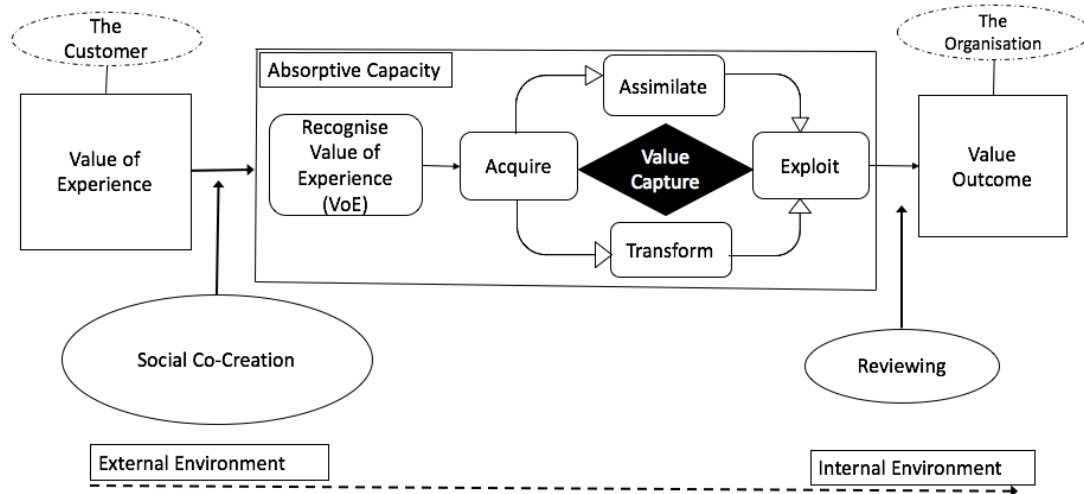 The
Customer
The
Organisation
Absorptive Capacity
Value of
Experience
Recognise
Value of
Experience
(VoE)
Acquire
Assimilate
Value
Capture
Transform
Exploit
Value
Outcome
Social Co-Creation
Reviewing
External Environment
Internal Environment